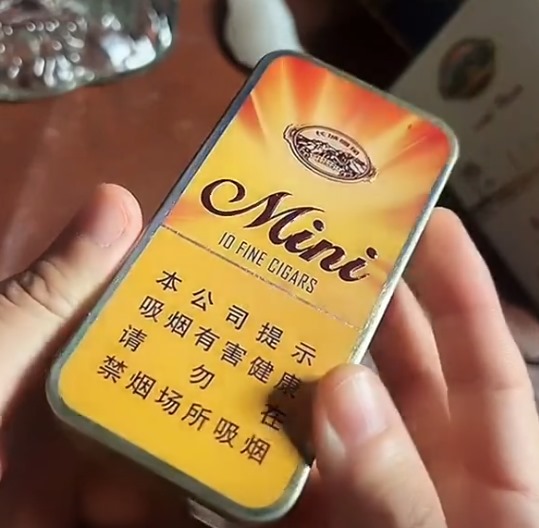 Mini
10 FINE CIGARS
本公司提示
吸烟有害健康
请勿在
禁烟场所吸烟